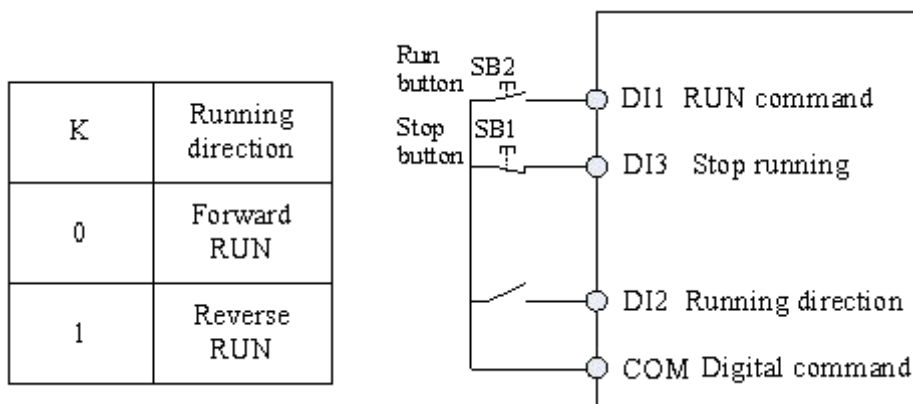 K
Running
direction
0
Forward
RUN
1
Reverse
RUN
Run
button
SB2
DI1 RUN command
Stop
button
SB1
DI3 Stop running
DI2 Running direction
COM Digital command